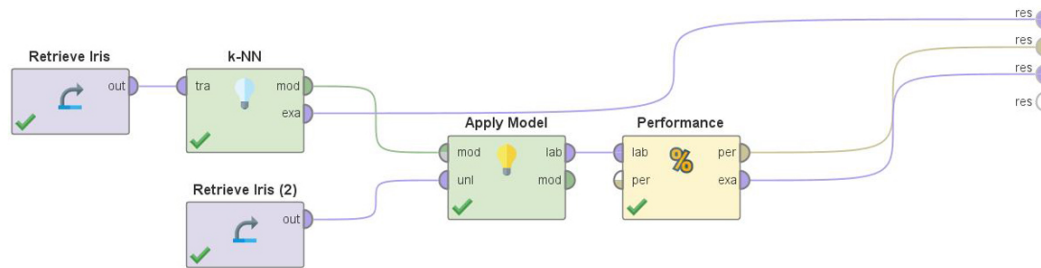 res
res
res
res
Retrieve Iris
out
k-NN
tra
mod
exa
Apply Model
mod
lab
unl
mod
Performance
lab
per
per
exa
%
Retrieve Iris (2)
out